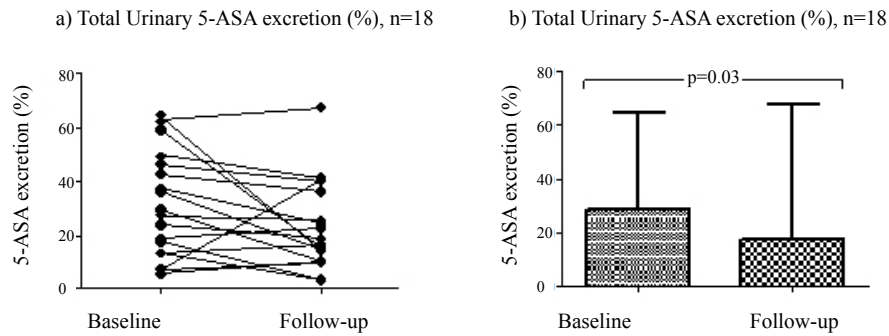 a) Total Urinary 5-ASA excretion (%), n=18
5-ASA excretion (%)
80
60
40
20
0
Baseline Follow-up
b) Total Urinary 5-ASA excretion (%), n=18
5-ASA excretion (%)
p=0.03
80
60
40
20
0
Baseline Follow-up